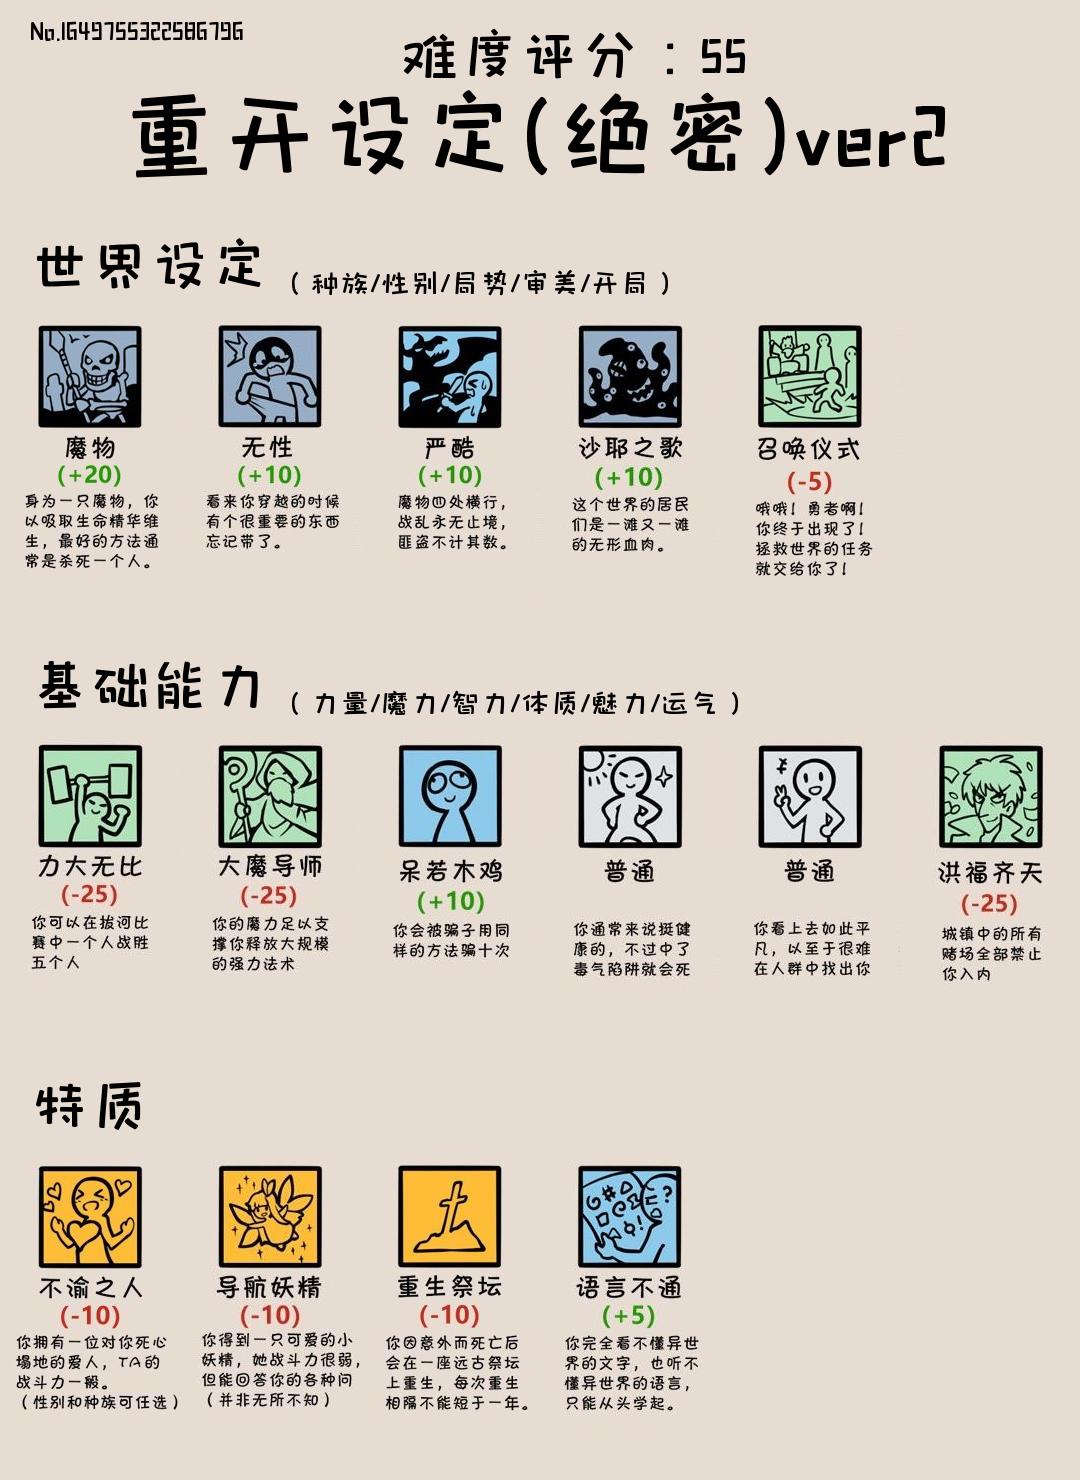 No.1649755322586796
难度评分：55
重开设定(绝密)ver2
世界设定（种族/性别/局势/审美/开局）
魔物
(+20)
身为一只魔物，你
以吸取生命精华维
生，最好的方法通
常是杀死一个人。
无性
(+10)
看来你穿越的时候
有个很重要的东西
忘记带了。
严酷
(+10)
魔物四处横行，
战乱永无止境，
匪盗不计其数。
沙耶之歌
(+10)
这个世界的居民
们是一滩又一滩
的无形血肉。
召唤仪式
(-5)
哦哦！勇者啊！
你终于出现了！
拯救世界的任务
就交给你了！
基础能力（力量/魔力/智力/体质/魅力/运气）
力大无比
(-25)
你可以在拔河比
赛中一个人战胜
五个人
大魔导师
(-25)
你的魔力足以支
撑你释放大规模
的强力法术
呆若木鸡
(+10)
你会被骗子用同
样的方法骗十次
普通
你通常来说挺健
康的，不过中了
毒气陷阱就会死
普通
你看上去如此平
凡，以至于很难
在人群中找出你
洪福齐天
(-25)
城镇中的所有
赌场全部禁止
你入内
特质
不渝之人
(-10)
你拥有一位对你死心
塌地的爱人，TA的
战斗力一般。
（性别和种族可任选）
导航妖精
(-10)
你得到一只可爱的小
妖精，她战斗力很弱，
但能回答你的各种问
（并非无所不知）
重生祭坛
(-10)
你因意外而死亡后
会在一座远古祭坛
上重生，每次重生
相隔不能短于一年。
语言不通
(+5)
你完全看不懂异世
界的文字，也听不
懂异世界的语言，
只能从头学起。